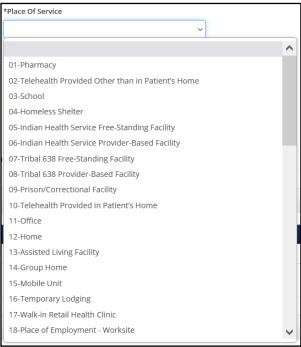 *Place Of Service
01-Pharmacy
02-Telehealth Provided Other than in Patient's Home
03-School
04-Homeless Shelter
05-Indian Health Service Free-Standing Facility
06-Indian Health Service Provider-Based Facility
07-Tribal 638 Free-Standing Facility
08-Tribal 638 Provider-Based Facility
09-Prison/Correctional Facility
10-Telehealth Provided in Patient's Home
11-Office
12-Home
13-Assisted Living Facility
14-Group Home
15-Mobile Unit
16-Temporary Lodging
17-Walk-in Retail Health Clinic
18-Place of Employment - Worksite